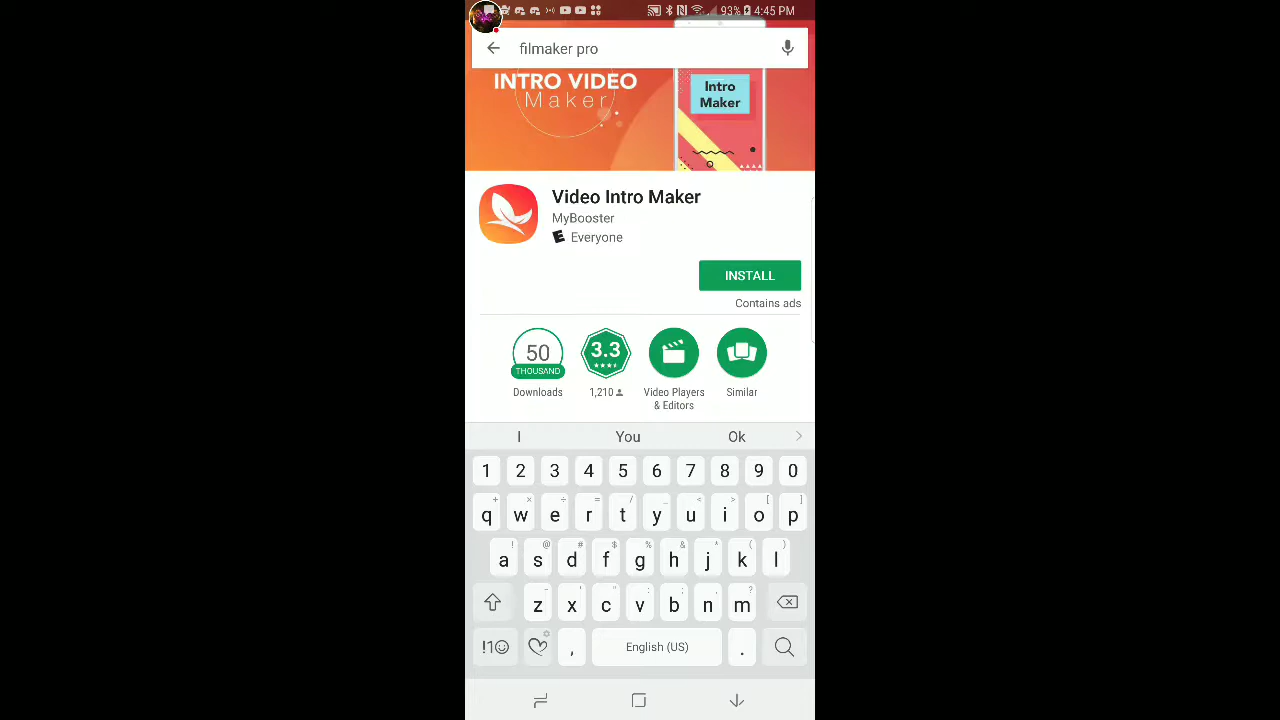 93% 4:45 PM
filmaker pro
INTRO VIDEO
Maker
Intro
Maker
Video Intro Maker
MyBooster
E Everyone
INSTALL
Contains ads
50
THOUSAND
3.3
Downloads
1,210
Video Players
& Editors
Similar
I You Ok
1 2 3 4 5 6 7 8 9 0
+ × ÷ = / _ < > [ ]
q w e r t y u i o p
! @ # $ % & * ( )
a s d f g h j k l
- ' " : ; , ?
z x c v b n m
!1☺ , English (US) .